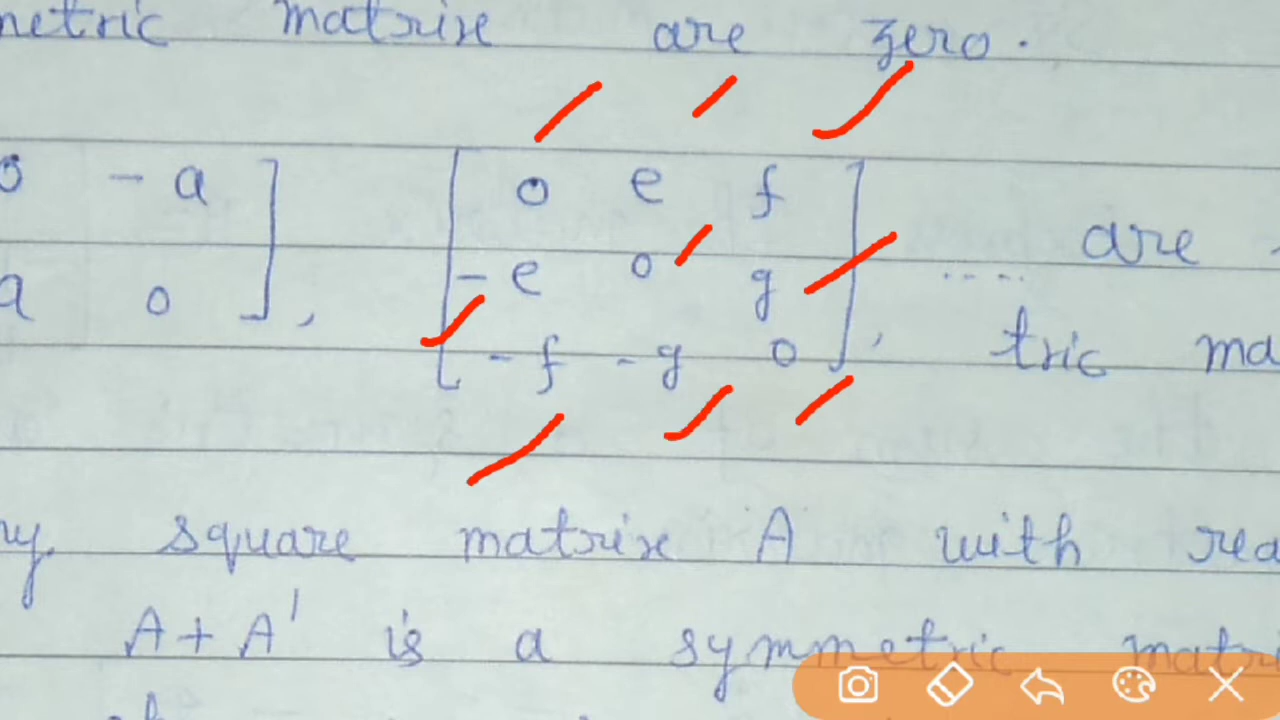 metric matrix are zero.
0 -a ] [ 0 e f ]
a 0 ] , [ -e 0 g ] .... are
[ -f -g 0 ] , tric ma
ry square matrix A with rea
A+A' is a symmetric matri